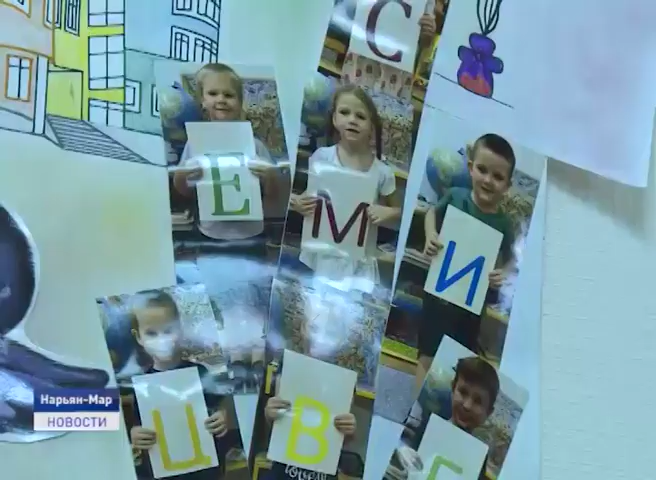 С
Е М И
Ц В Г
Нарьян-Мар
НОВОСТИ